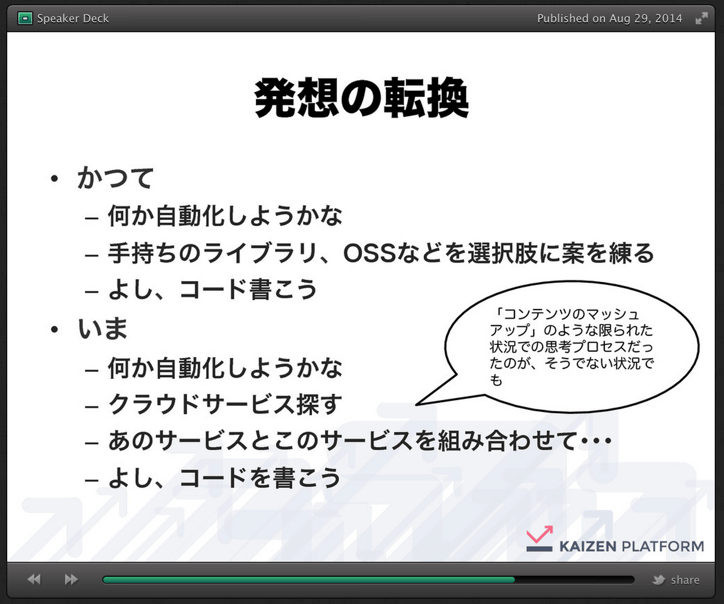 Speaker Deck
Published on Aug 29, 2014
発想の転換
• かつて
– 何か自動化しようかな
– 手持ちのライブラリ、OSSなどを選択肢に案を練る
– よし、コード書こう
• いま
– 何か自動化しようかな
– クラウドサービス探す
– あのサービスとこのサービスを組み合わせて･･･
– よし、コードを書こう
「コンテンツのマッシュ
アップ」のような限られた
状況での思考プロセスだっ
たのが、そうでない状況で
も
KAIZEN PLATFORM
share